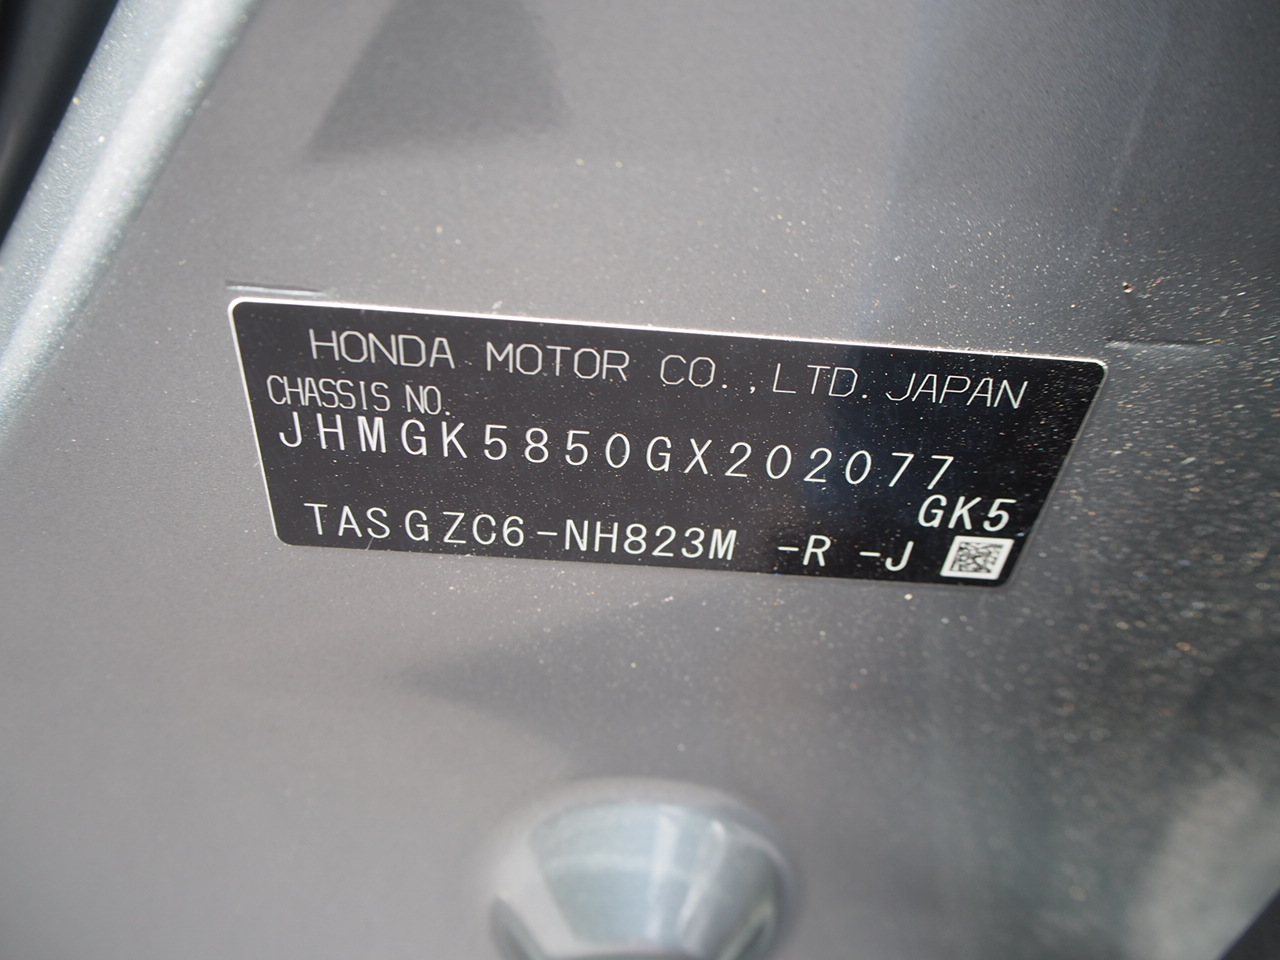 HONDA MOTOR CO.,LTD. JAPAN
CHASSIS NO.
JHMGK5850GX202077
GK5
TASGZC6-NH823M -R -J